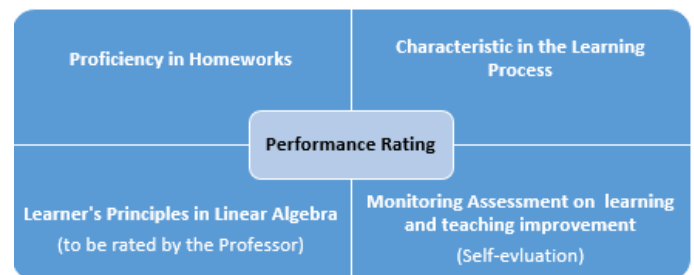 Proficiency in Homeworks
Characteristic in the Learning
Process
Performance Rating
Learner's Principles in Linear Algebra
(to be rated by the Professor)
Monitoring Assessment on learning
and teaching improvement
(Self-evluation)